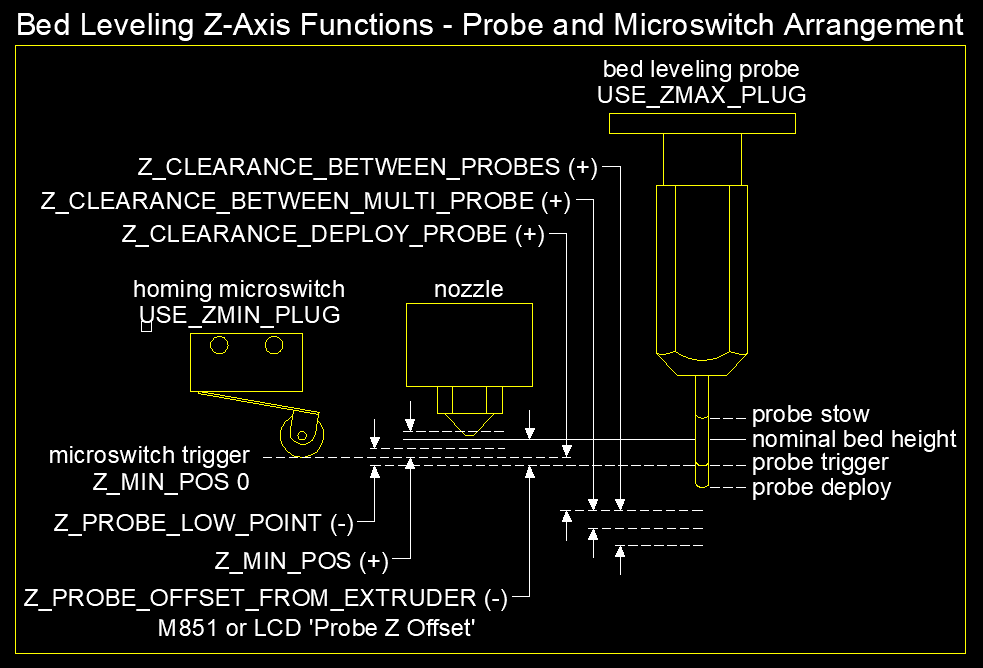 Bed Leveling Z-Axis Functions - Probe and Microswitch Arrangement
bed leveling probe
USE_ZMAX_PLUG
Z_CLEARANCE_BETWEEN_PROBES (+)
Z_CLEARANCE_BETWEEN_MULTI_PROBE (+)
Z_CLEARANCE_DEPLOY_PROBE (+)
homing microswitch
USE_ZMIN_PLUG
nozzle
probe stow
nominal bed height
probe trigger
probe deploy
microswitch trigger
Z_MIN_POS 0
Z_PROBE_LOW_POINT (-)
Z_MIN_POS (+)
Z_PROBE_OFFSET_FROM_EXTRUDER (-)
M851 or LCD 'Probe Z Offset'